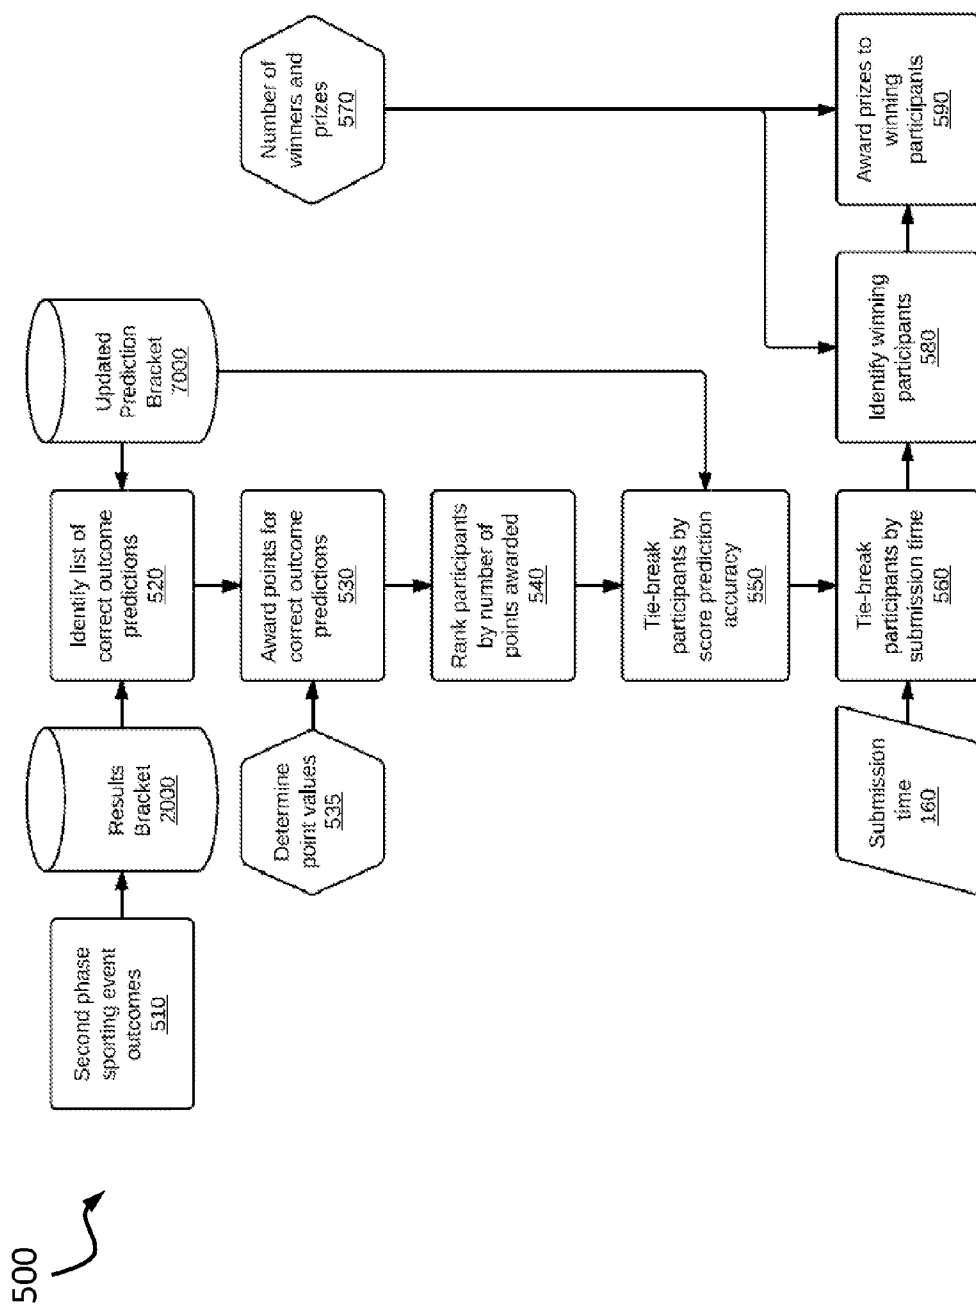 500
Second phase
sporting event
outcomes
510
Results
Bracket
2000
Identify list of
correct outcome
predictions
520
Updated
Prediction
Bracket
7000
Determine
point values
535
Award points for
correct outcome
predictions
530
Number of
winners and
prizes
570
Rank participants
by number of
points awarded
540
Tie-break
participants by
score prediction
accuracy
550
Submission
time
160
Tie-break
participants by
submission time
560
Identify winning
participants
580
Award prizes to
winning
participants
590